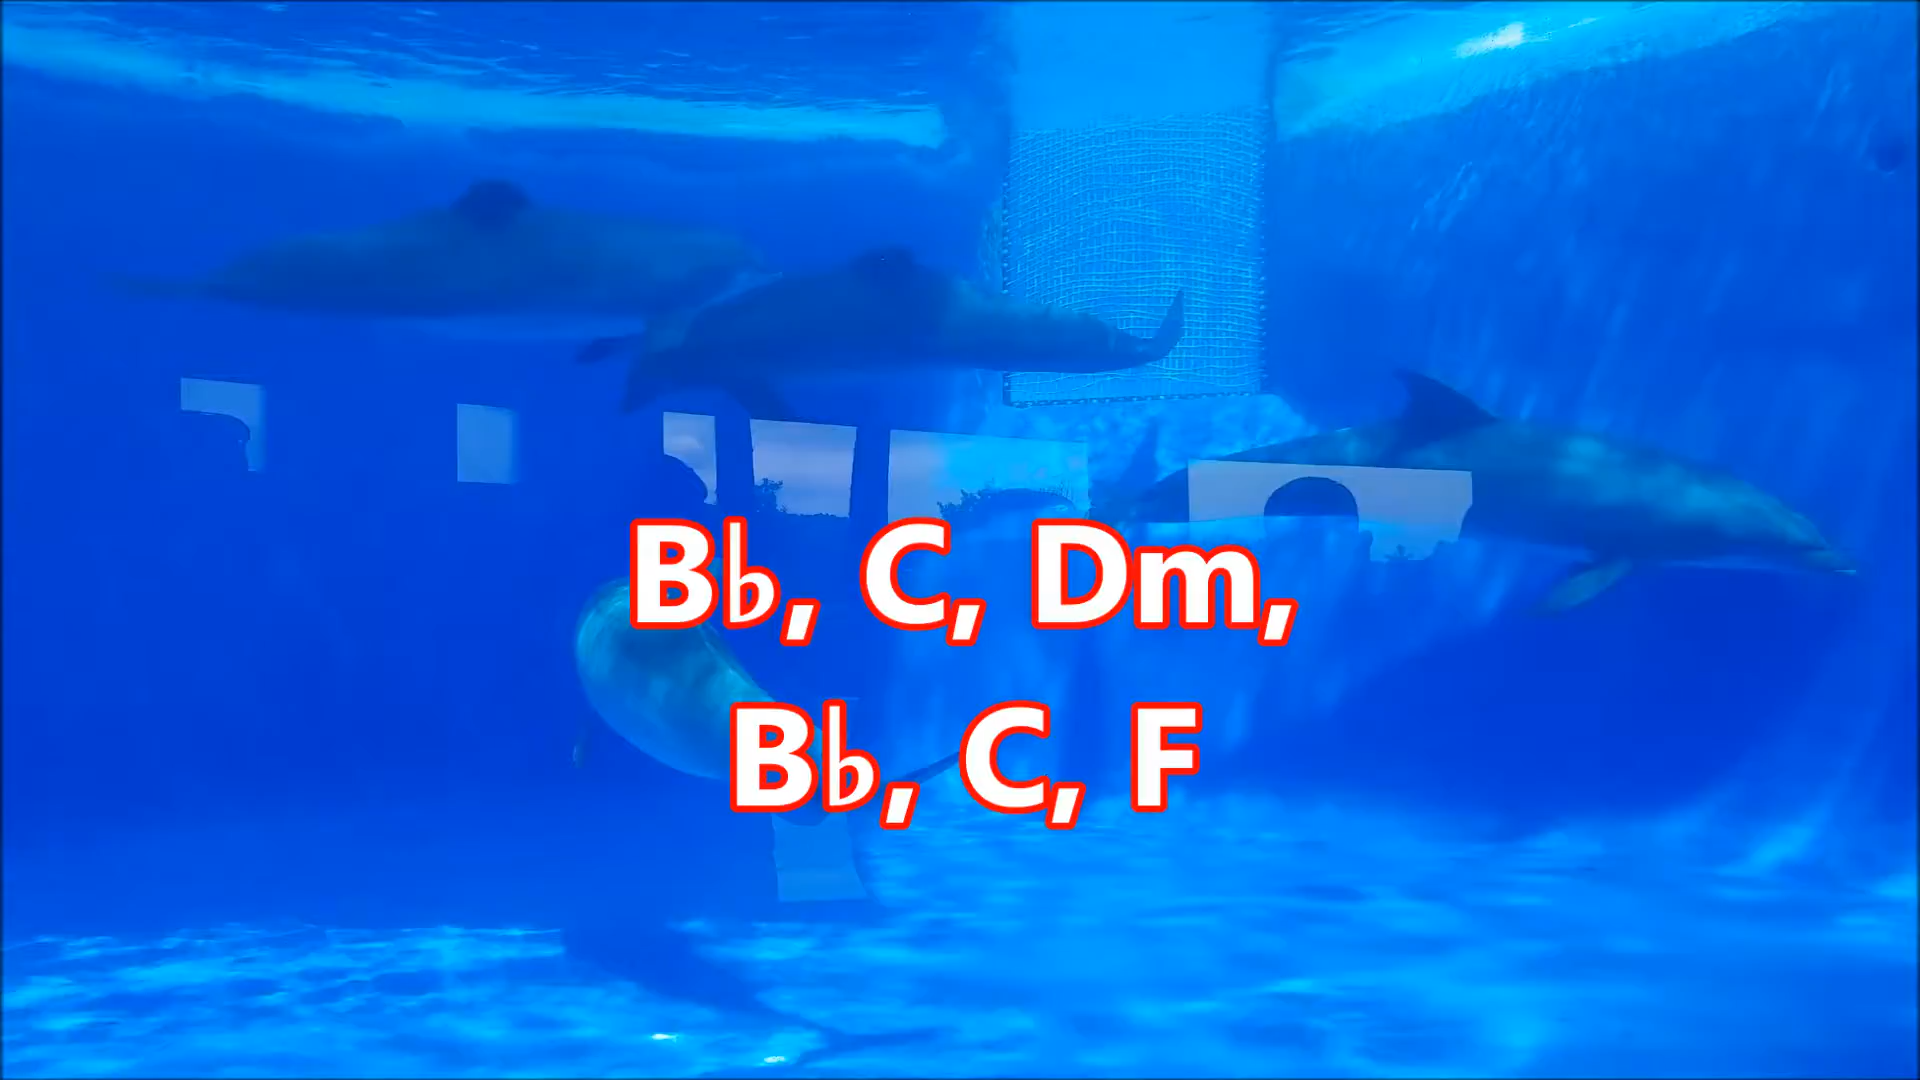 B♭, C, Dm,
B♭, C, F